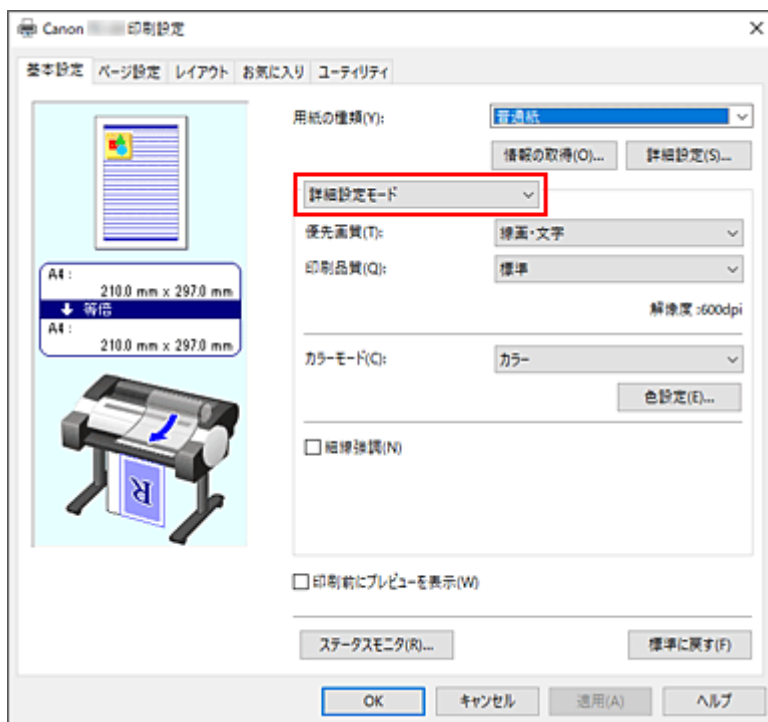 Canon 印刷設定
基本設定 ページ設定 レイアウト お気に入り ユーティリティ
用紙の種類(Y):
普通紙
情報の取得(O)...
詳細設定(S)...
詳細設定モード
優先画質(T):
線画・文字
印刷品質(Q):
標準
解像度 :600dpi
カラーモード(C):
カラー
色設定(E)...
細線強調(N)
A4 :
210.0 mm x 297.0 mm
等倍
A4 :
210.0 mm x 297.0 mm
R
印刷前にプレビューを表示(W)
ステータスモニタ(R)...
標準に戻す(F)
OK
キャンセル
適用(A)
ヘルプ